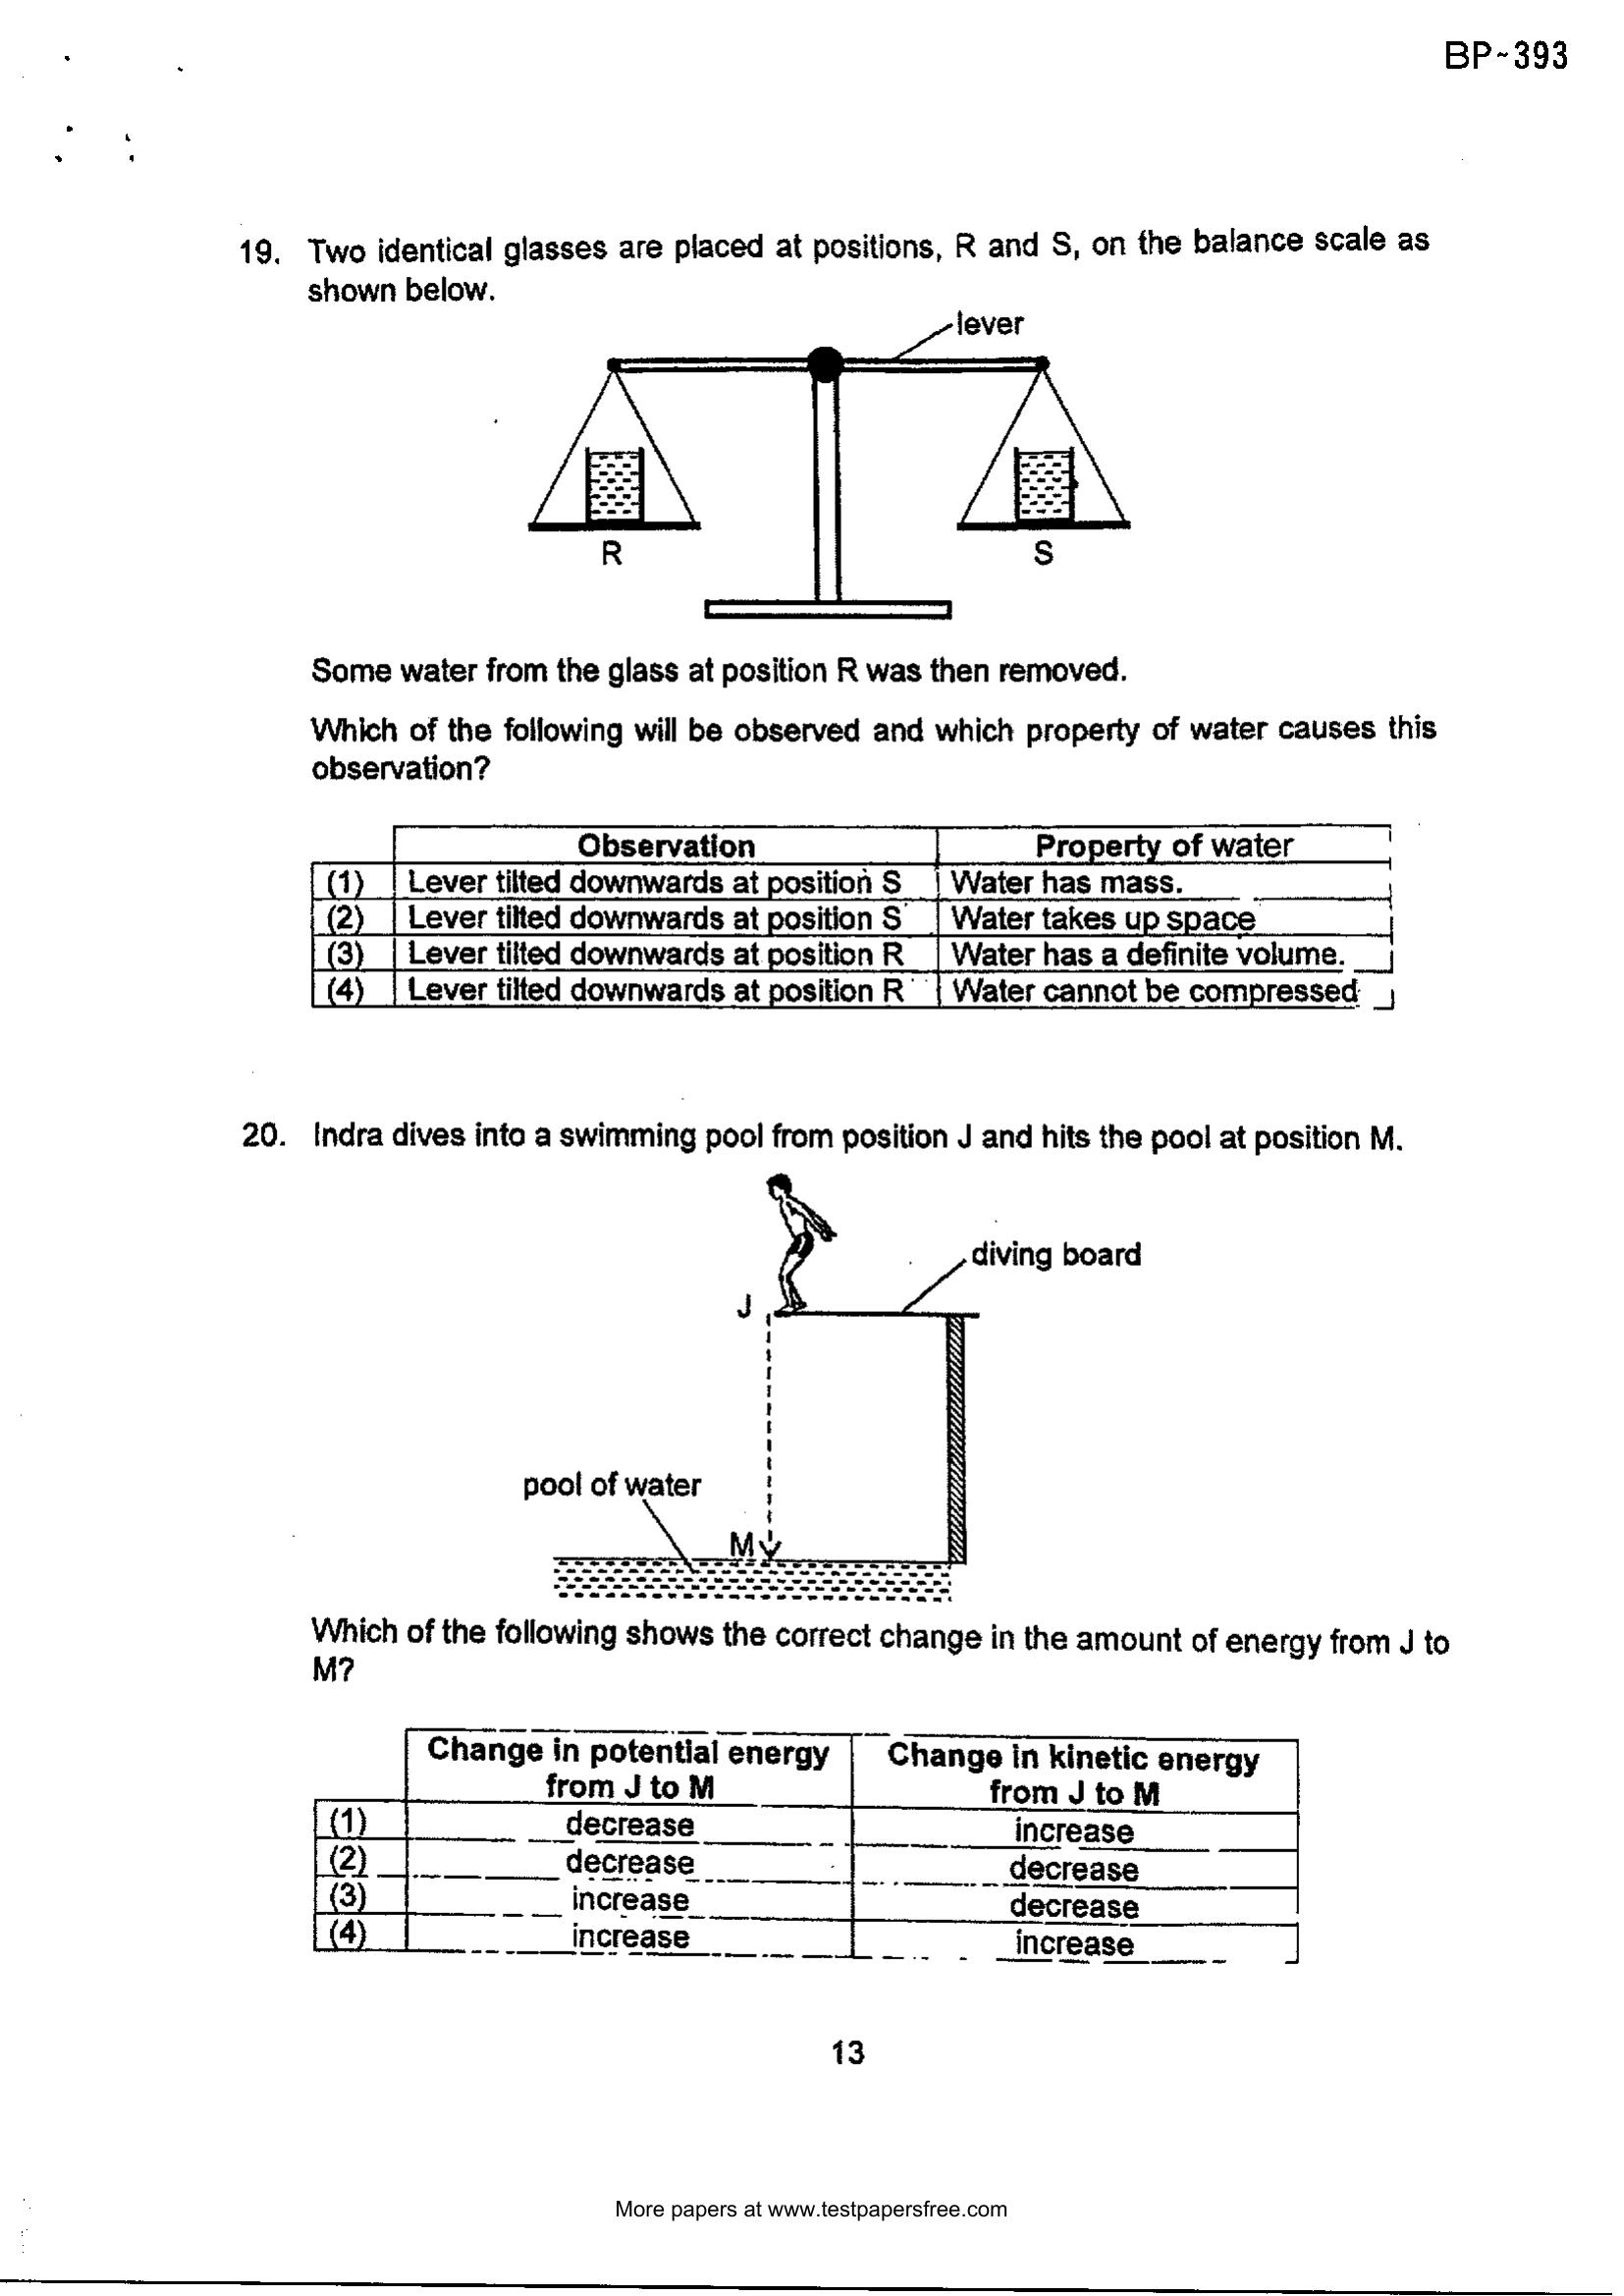 BP~393
19. Two identical glasses are placed at positions, R and S, on the balance scale as
shown below.
lever
R
S
Some water from the glass at position R was then removed.
Which of the following will be observed and which property of water causes this
observation?
Observation Property of water
(1) Lever tilted downwards at position S Water has mass.
(2) Lever tilted downwards at position S Water takes up space
(3) Lever tilted downwards at position R Water has a definite volume.
(4) Lever tilted downwards at position R Water cannot be compressed
20. Indra dives into a swimming pool from position J and hits the pool at position M.
diving board
J
pool of water
M
Which of the following shows the correct change in the amount of energy from J to
M?
Change in potential energy Change in kinetic energy
from J to M from J to M
(1) decrease increase
(2) decrease decrease
(3) increase decrease
(4) increase increase
13
More papers at www.testpapersfree.com